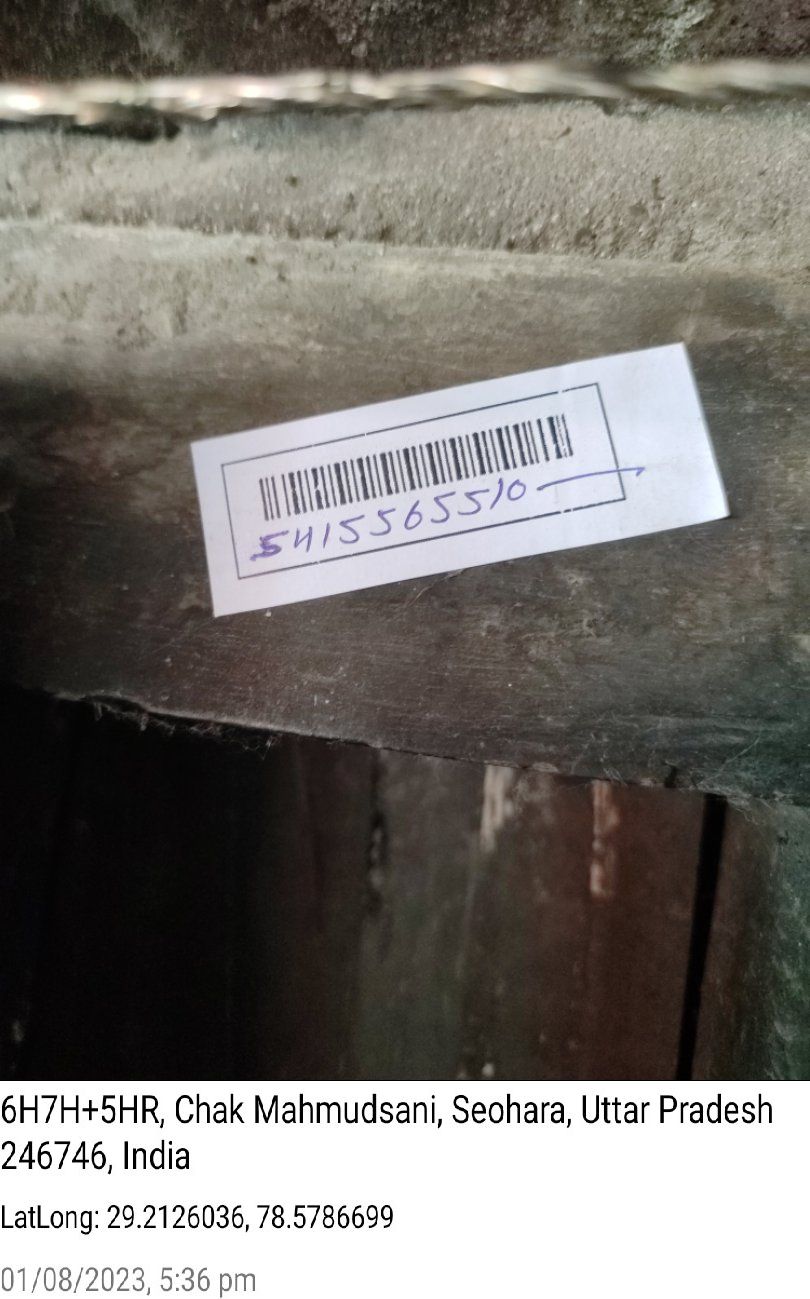 5415565510
6H7H+5HR, Chak Mahmudsani, Seohara, Uttar Pradesh
246746, India
LatLong: 29.2126036, 78.5786699
01/08/2023, 5:36 pm